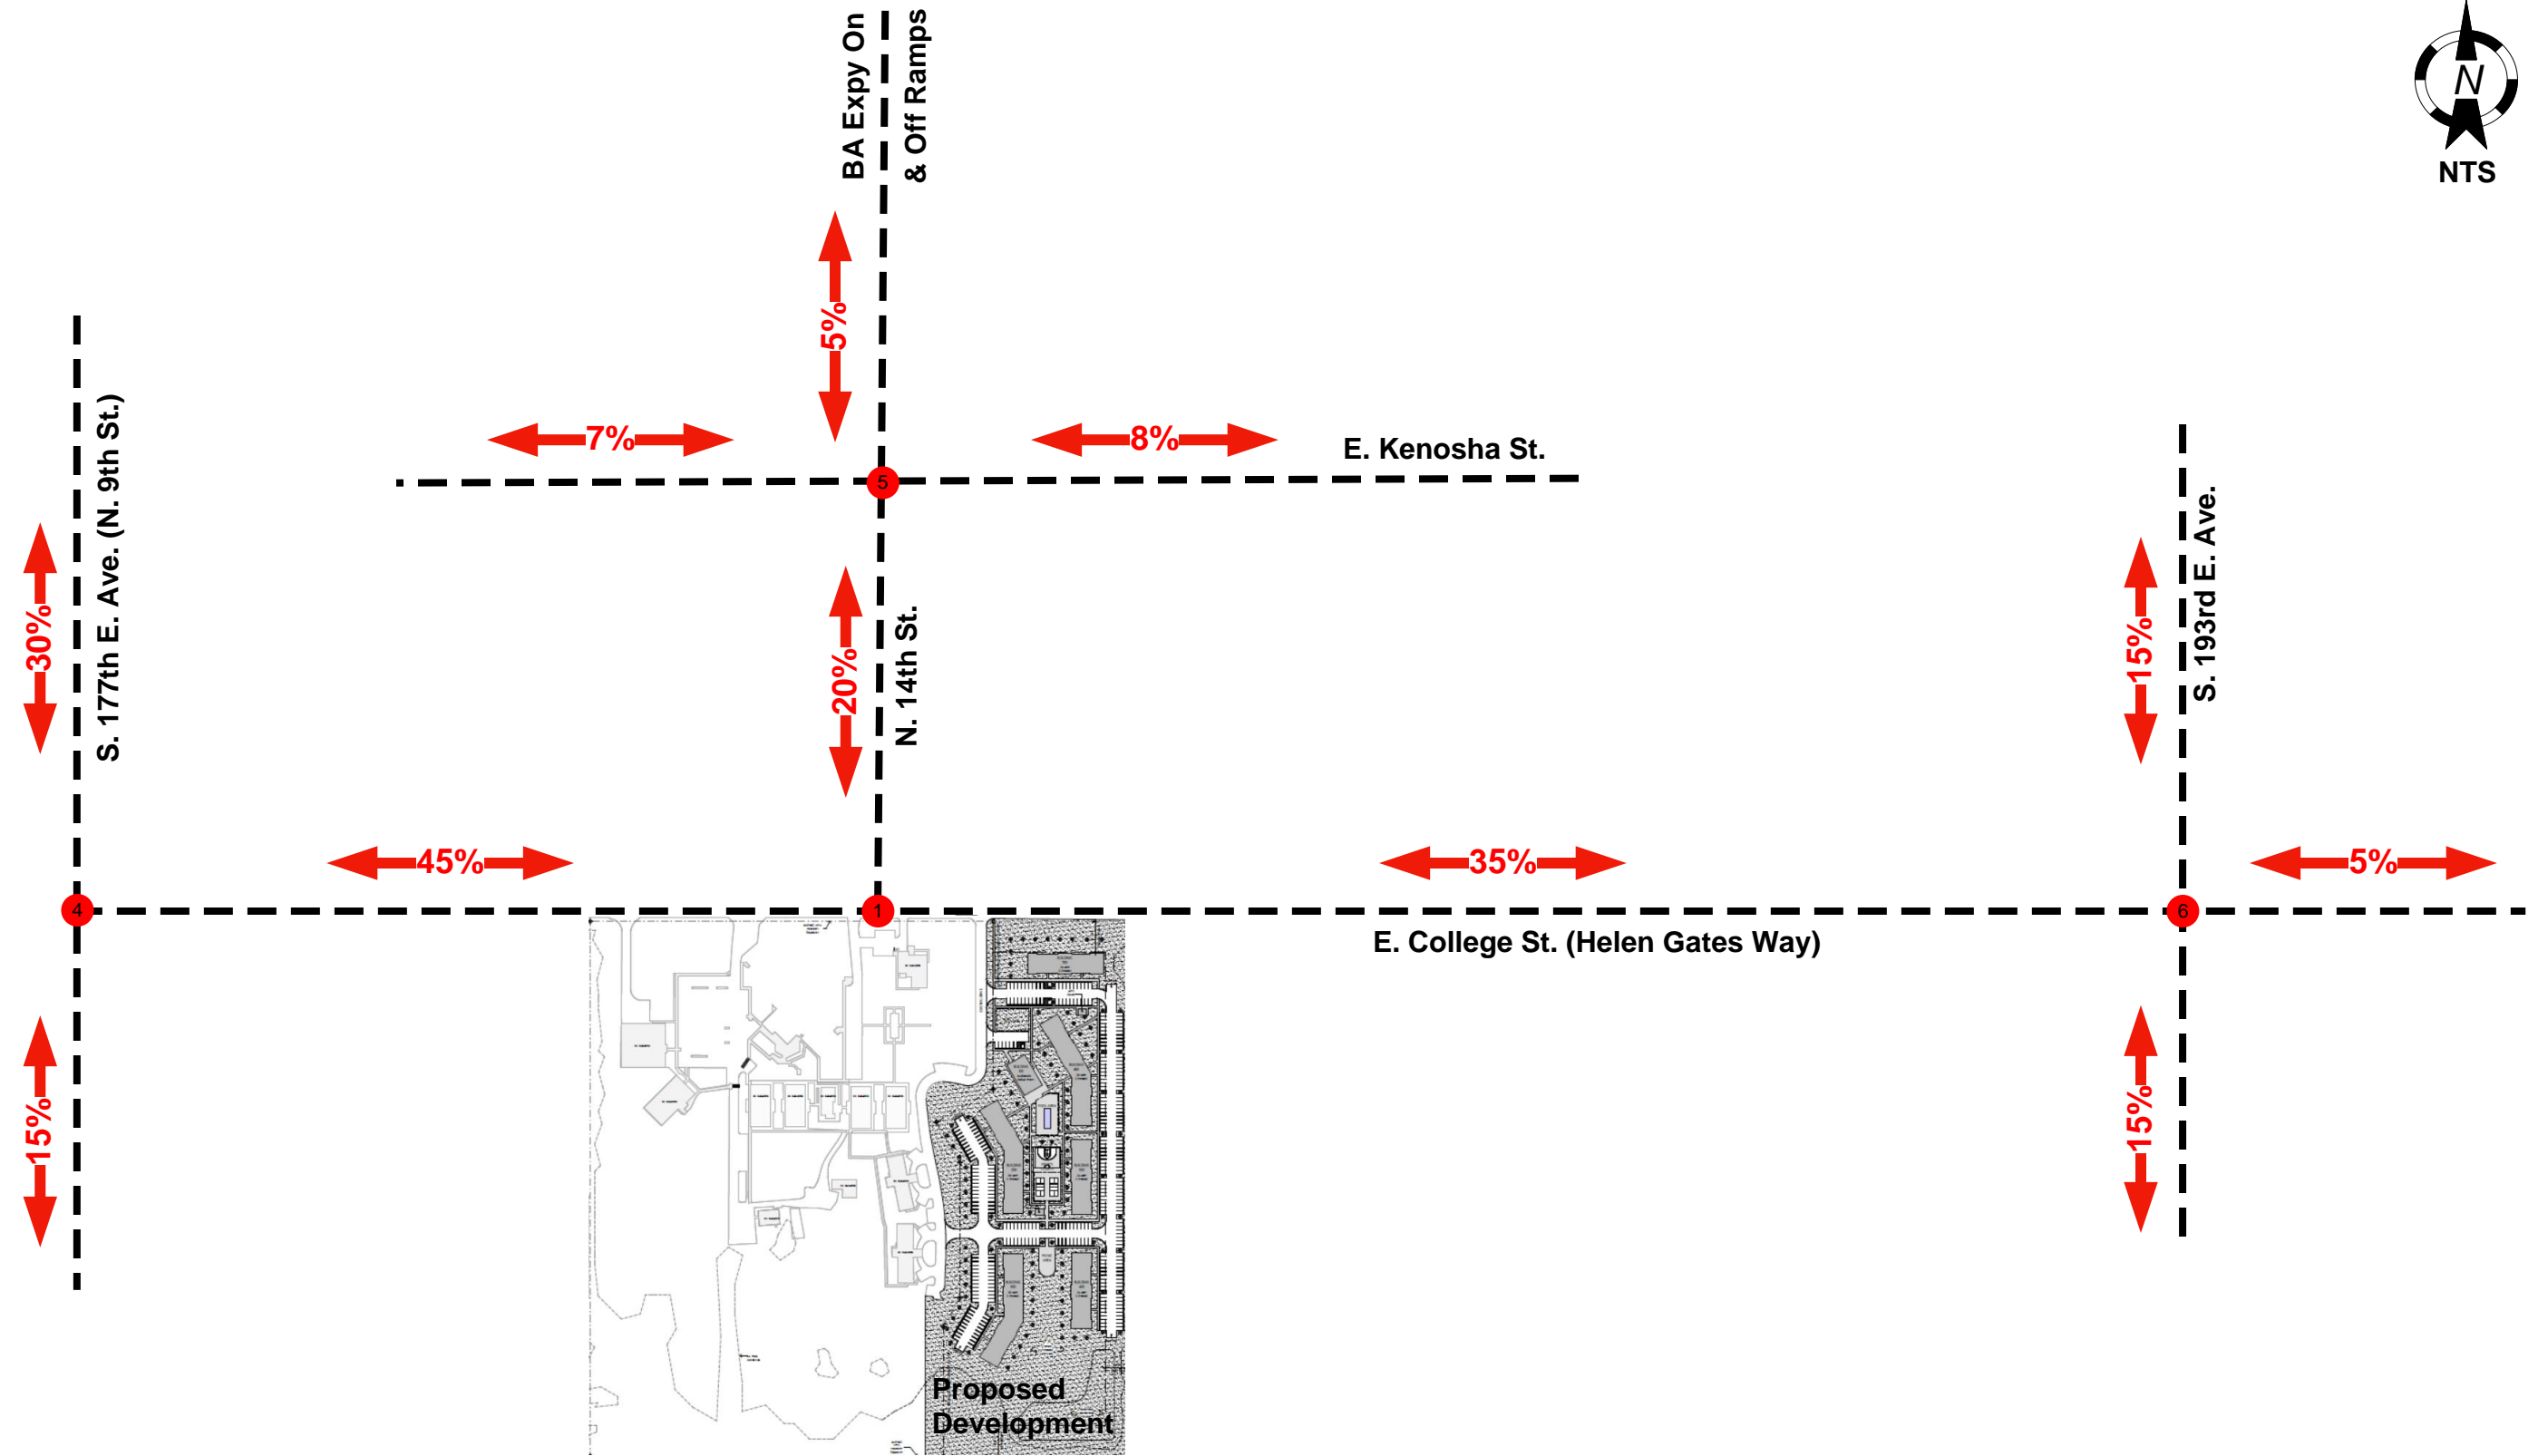 BA Expy On
& Off Ramps
N
NTS
5%
S. 177th E. Ave. (N. 9th St.)
7%
8%
E. Kenosha St.
5
S. 193rd E. Ave.
30%
20%
N. 14th St.
15%
45%
35%
5%
4
1
6
E. College St. (Helen Gates Way)
15%
15%
Proposed
Development